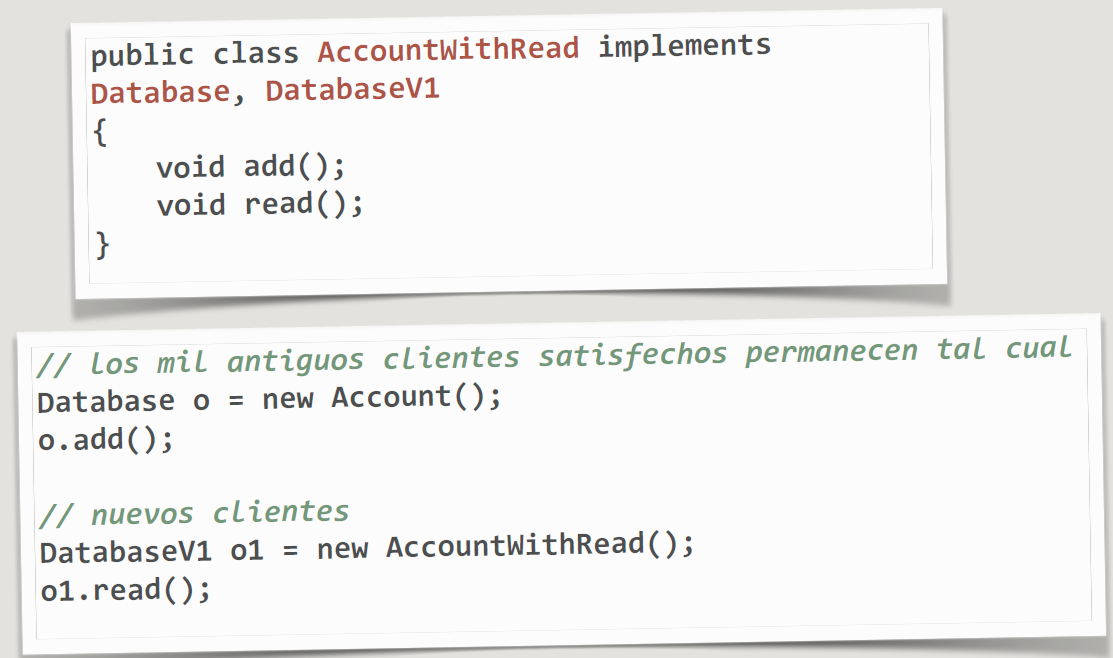 public class AccountWithRead implements
Database, DatabaseV1
{
    void add();
    void read();
}
// los mil antiguos clientes satisfechos permanecen tal cual
Database o = new Account();
o.add();
// nuevos clientes
DatabaseV1 o1 = new AccountWithRead();
o1.read();